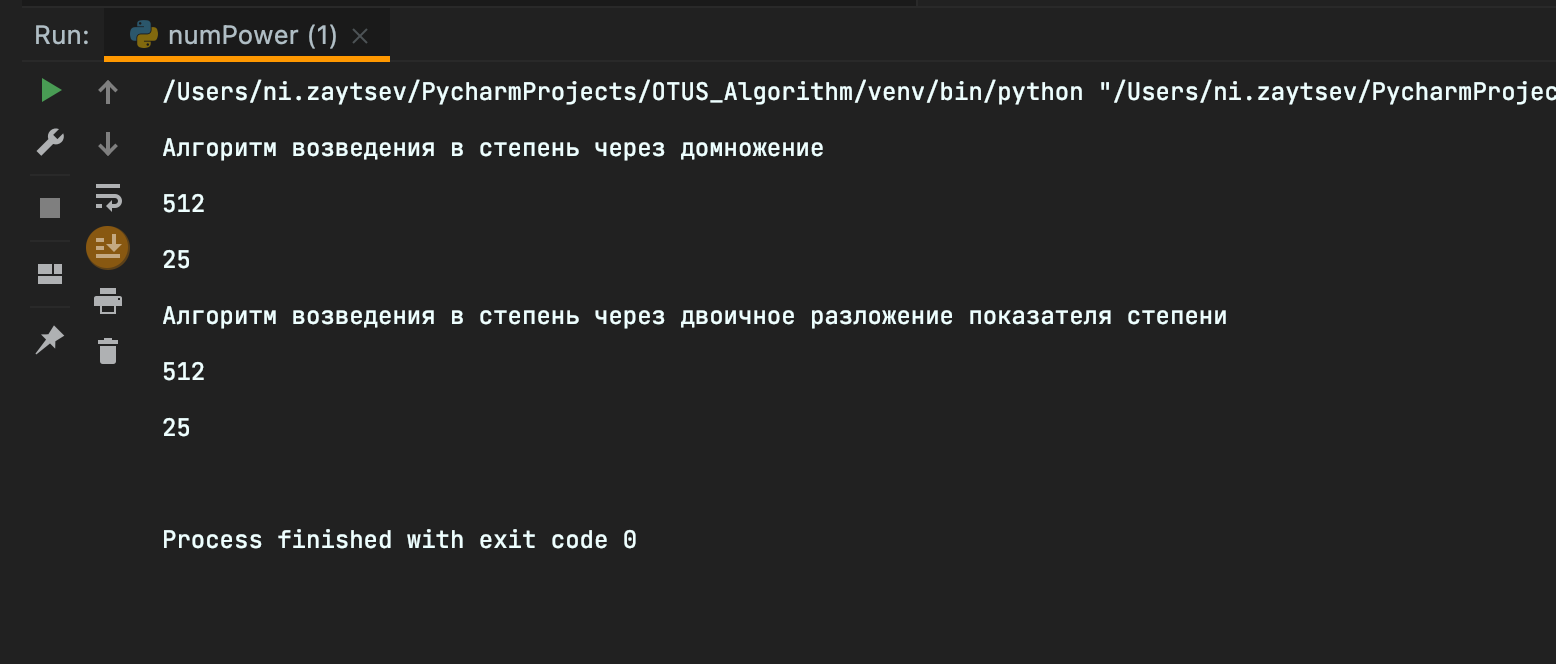 Run: numPower (1)
/Users/ni.zaytsev/PycharmProjects/OTUS_Algorithm/venv/bin/python "/Users/ni.zaytsev/PycharmProjec
Алгоритм возведения в степень через домножение
512
25
Алгоритм возведения в степень через двоичное разложение показателя степени
512
25
Process finished with exit code 0